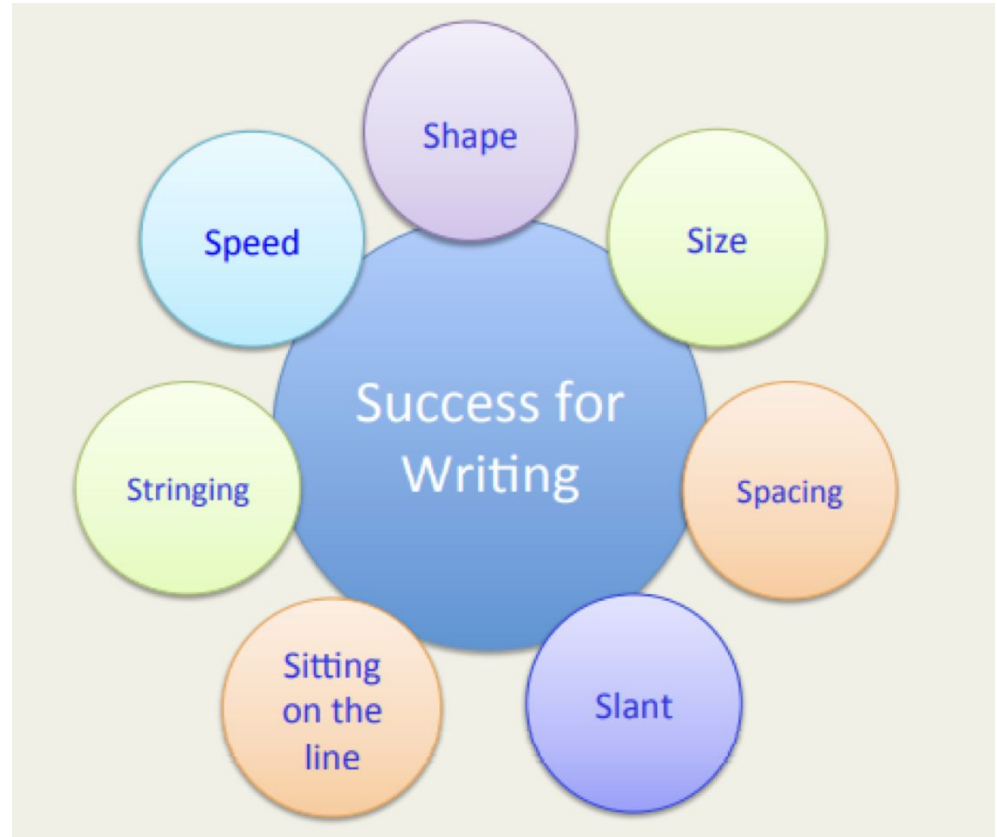 Shape
Size
Spacing
Slant
Sitting
on the
line
Stringing
Speed
Success for
Writing